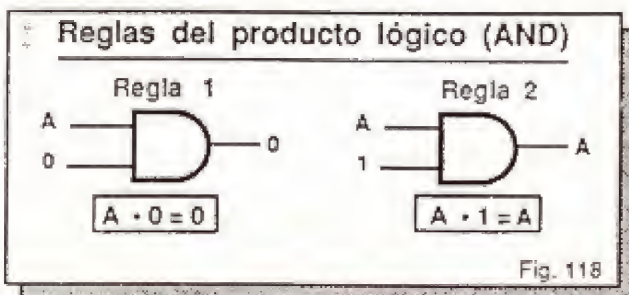 Reglas del producto lógico (AND)
Regla 1
A
0
0
A • 0 = 0
Regla 2
A
1
A
A • 1 = A
Fig. 118